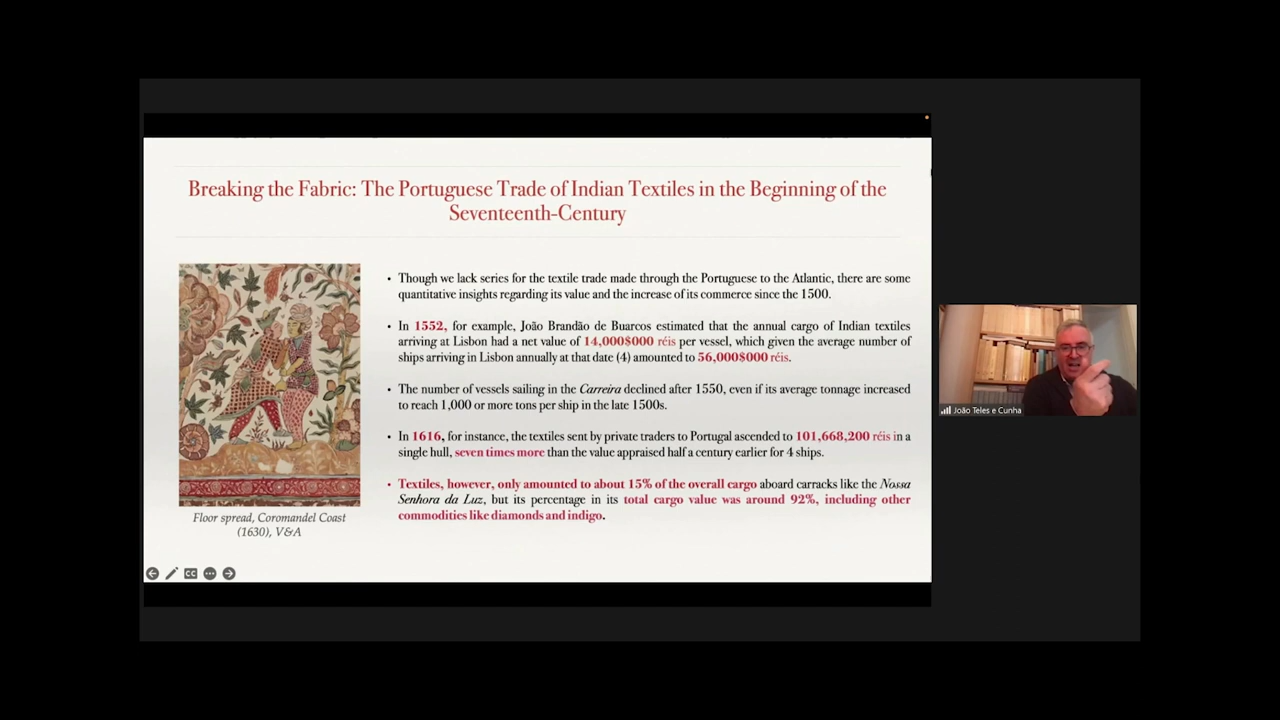 Breaking the Fabric: The Portuguese Trade of Indian Textiles in the Beginning of the
Seventeenth-Century
• Though we lack series for the textile trade made through the Portuguese to the Atlantic, there are some
quantitative insights regarding its value and the increase of its commerce since the 1500.
• In 1552, for example, João Brandão de Buarcos estimated that the annual cargo of Indian textiles
arriving at Lisbon had a net value of 14,000$000 réis per vessel, which given the average number of
ships arriving in Lisbon annually at that date (4) amounted to 56,000$000 réis.
• The number of vessels sailing in the Carreira declined after 1550, even if its average tonnage increased
to reach 1,000 or more tons per ship in the late 1500s.
• In 1616, for instance, the textiles sent by private traders to Portugal ascended to 101,668,200 réis in a
single hull, seven times more than the value appraised half a century earlier for 4 ships.
• Textiles, however, only amounted to about 15% of the overall cargo aboard carracks like the Nossa
Senhora da Luz, but its percentage in its total cargo value was around 92%, including other
commodities like diamonds and indigo.
Floor spread, Coromandel Coast
(1630), V&A
CC
João Teles e Cunha